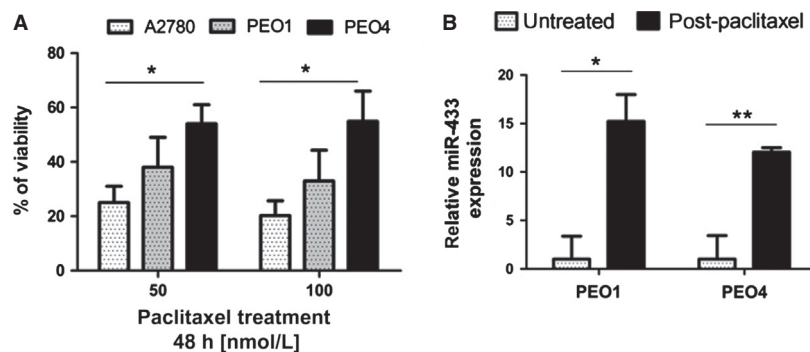 A
A2780 PEO1 PEO4
% of viability
80
60
40
20
0
*
*
50 100
Paclitaxel treatment
48 h [nmol/L]
B
Untreated Post-paclitaxel
Relative miR-433
expression
20
15
10
5
0
*
**
PEO1 PEO4